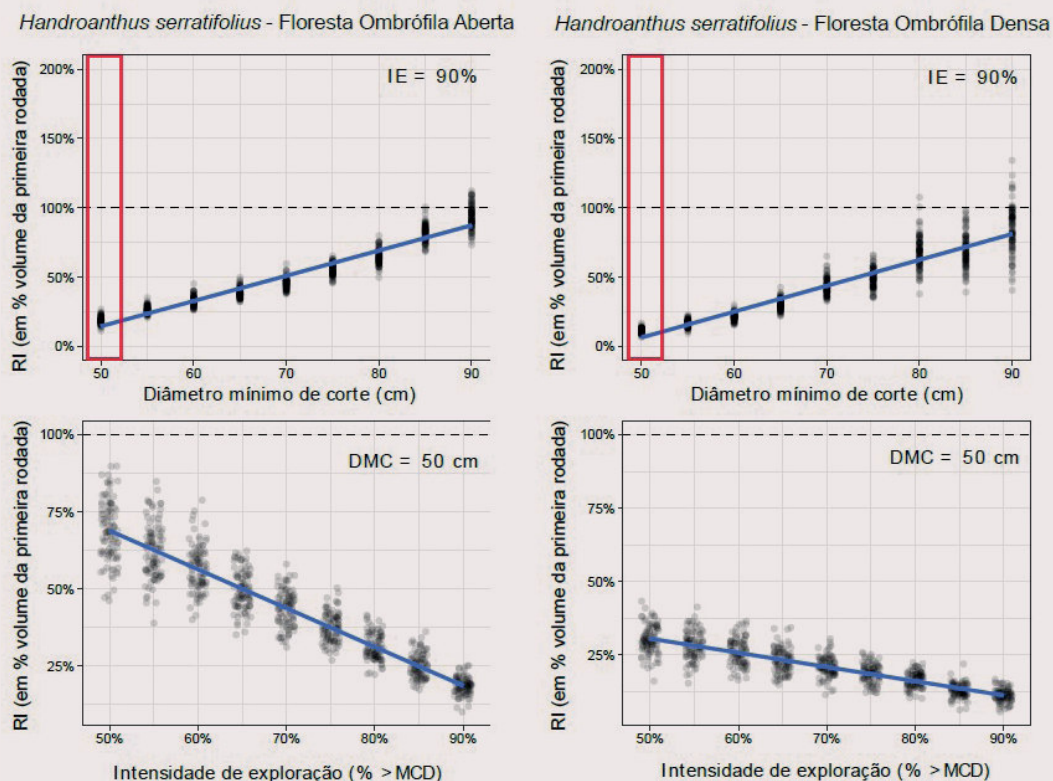 Handroanthus serratifolius - Floresta Ombrófila Aberta
RI (em % volume da primeira rodada)
200%
150%
100%
50%
0%
IE = 90%
50
60
70
80
90
Diâmetro mínimo de corte (cm)
Handroanthus serratifolius - Floresta Ombrófila Densa
RI (em % volume da primeira rodada)
200%
150%
100%
50%
0%
IE = 90%
50
60
70
80
90
Diâmetro mínimo de corte (cm)
RI (em % volume da primeira rodada)
100%
75%
50%
25%
DMC = 50 cm
50%
60%
70%
80%
90%
Intensidade de exploração (% >MCD)
RI (em % volume da primeira rodada)
100%
75%
50%
25%
DMC = 50 cm
50%
60%
70%
80%
90%
Intensidade de exploração (% >MCD)